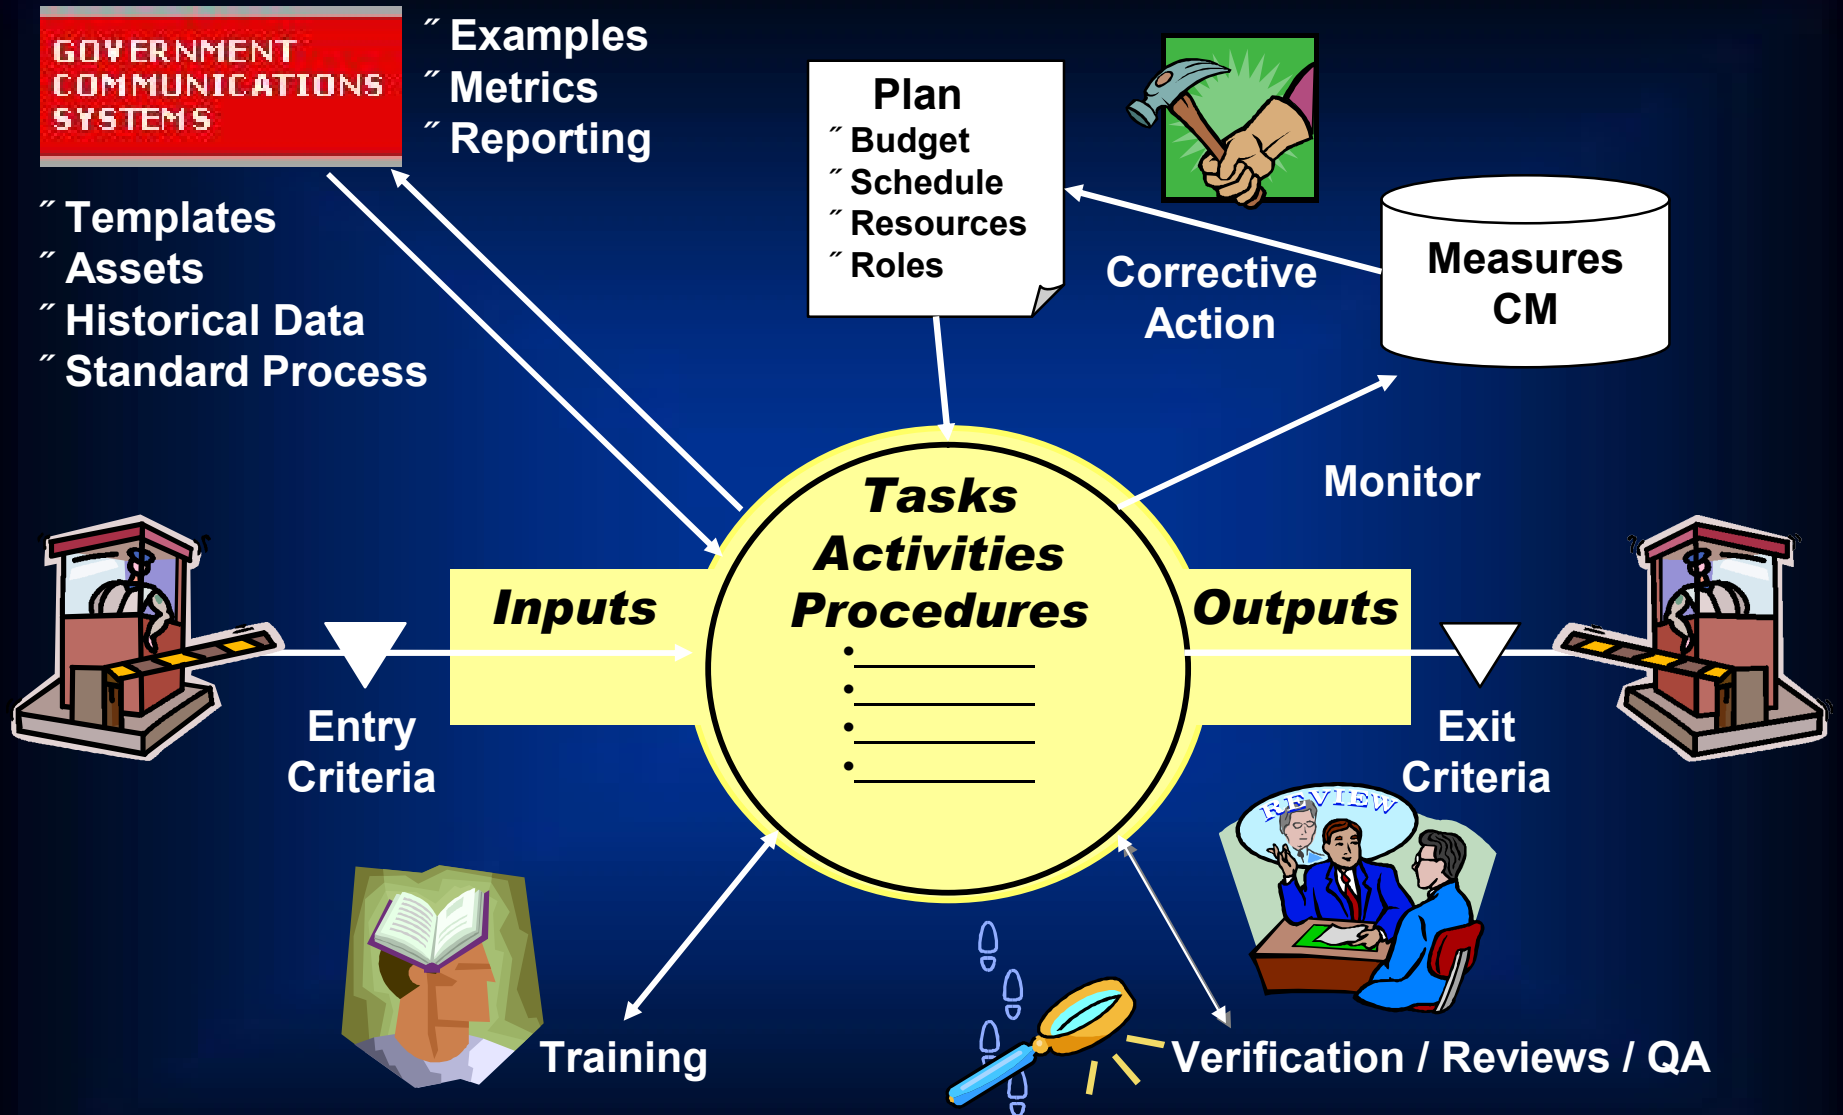 GOVERNMENT
COMMUNICATIONS
SYSTEMS
˝ Examples
˝ Metrics
˝ Reporting
˝ Templates
˝ Assets
˝ Historical Data
˝ Standard Process
Plan
˝ Budget
˝ Schedule
˝ Resources
˝ Roles
Corrective
Action
Measures
CM
Monitor
Tasks
Activities
Procedures
Inputs
Outputs
Entry
Criteria
Exit
Criteria
REVIEW
Training
Verification / Reviews / QA